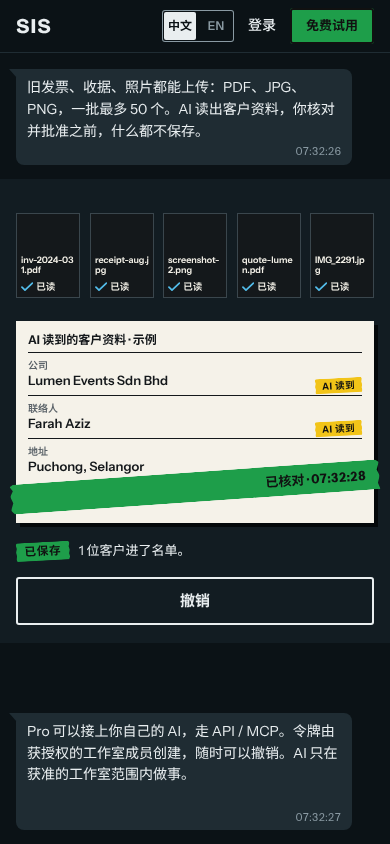 SIS
中文
EN
登录
免费试用
旧发票、收据、照片都能上传：PDF、JPG、
PNG，一批最多 50 个。AI 读出客户资料，你核对
并批准之前，什么都不保存。
07:32:26
inv-2024-03
1.pdf
已读
receipt-aug.j
pg
已读
screenshot-
2.png
已读
quote-lume
n.pdf
已读
IMG_2291.jp
g
已读
AI 读到的客户资料·示例
公司
Lumen Events Sdn Bhd
AI 读到
联络人
Farah Aziz
AI 读到
地址
Puchong, Selangor
已核对·07:32:28
已保存
1 位客户进了名单。
撤销
Pro 可以接上你自己的 AI，走 API / MCP。令牌由
获授权的工作室成员创建，随时可以撤销。AI 只在
获准的工作室范围内做事。
07:32:27